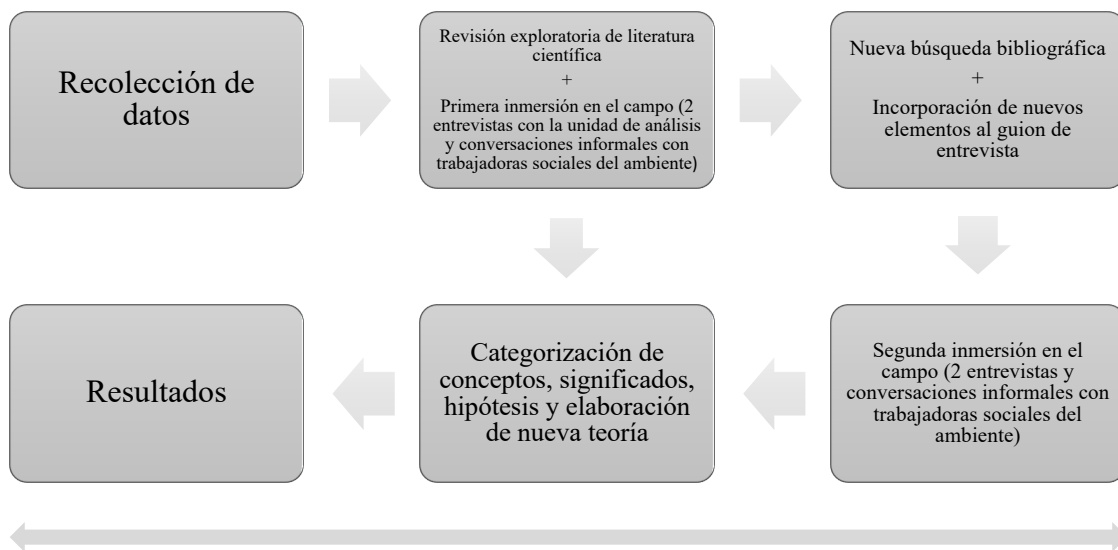 Recolección de
datos
Revisión exploratoria de literatura
científica
+
Primera inmersión en el campo (2
entrevistas con la unidad de análisis
y conversaciones informales con
trabajadoras sociales del ambiente)
Nueva búsqueda bibliográfica
+
Incorporación de nuevos
elementos al guion de
entrevista
Resultados
Categorización de
conceptos, significados,
hipótesis y elaboración
de nueva teoría
Segunda inmersión en el
campo (2 entrevistas y
conversaciones informales con
trabajadoras sociales del
ambiente)